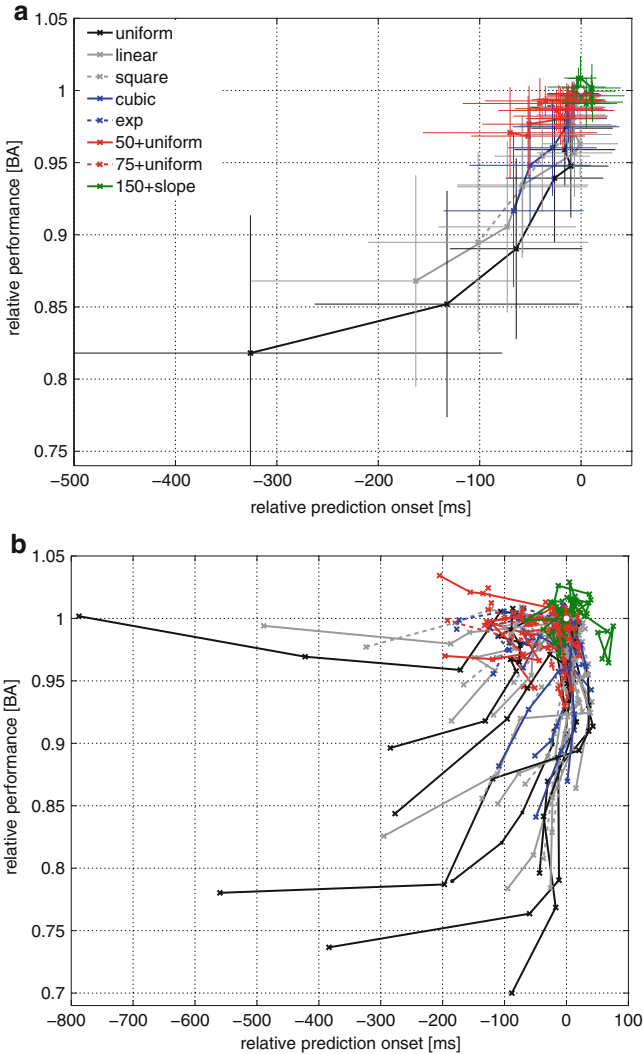 a
1.05
1
0.95
0.9
0.85
0.8
0.75
relative performance [BA]
uniform
linear
square
cubic
exp
50+uniform
75+uniform
150+slope
−500 −400 −300 −200 −100 0
relative prediction onset [ms]
b
1.05
1
0.95
0.9
0.85
0.8
0.75
0.7
relative performance [BA]
−800 −700 −600 −500 −400 −300 −200 −100 0 100
relative prediction onset [ms]